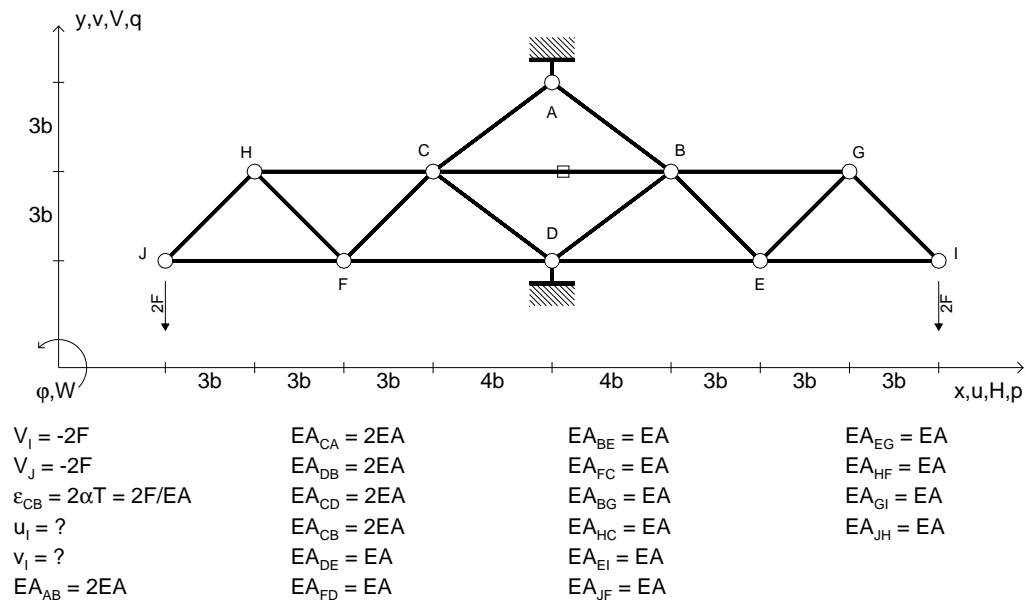 y,v,V,q
A
3b
H
C
B
G
3b
J
D
I
F
E
2F
2F
3b
3b
3b
4b
4b
3b
3b
3b
φ,W
x,u,H,p
V_I = -2F
V_J = -2F
ε_CB = 2αT = 2F/EA
u_I = ?
v_I = ?
EA_AB = 2EA
EA_CA = 2EA
EA_DB = 2EA
EA_CD = 2EA
EA_CB = 2EA
EA_DE = EA
EA_FD = EA
EA_BE = EA
EA_FC = EA
EA_BG = EA
EA_HC = EA
EA_EI = EA
EA_JF = EA
EA_EG = EA
EA_HF = EA
EA_GI = EA
EA_JH = EA